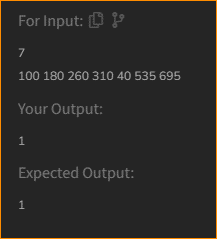 For Input:
7
100 180 260 310 40 535 695
Your Output:
1
Expected Output:
1